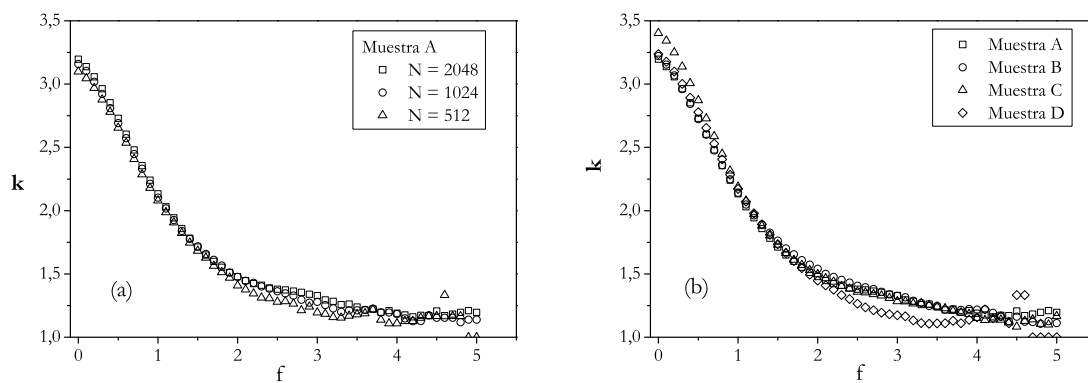 3,5
3,0
2,5
2,0
1,5
1,0
k
0
1
2
3
4
5
f
(a)
Muestra A
N = 2048
N = 1024
N = 512
3,5
3,0
2,5
2,0
1,5
1,0
k
0
1
2
3
4
5
f
(b)
Muestra A
Muestra B
Muestra C
Muestra D